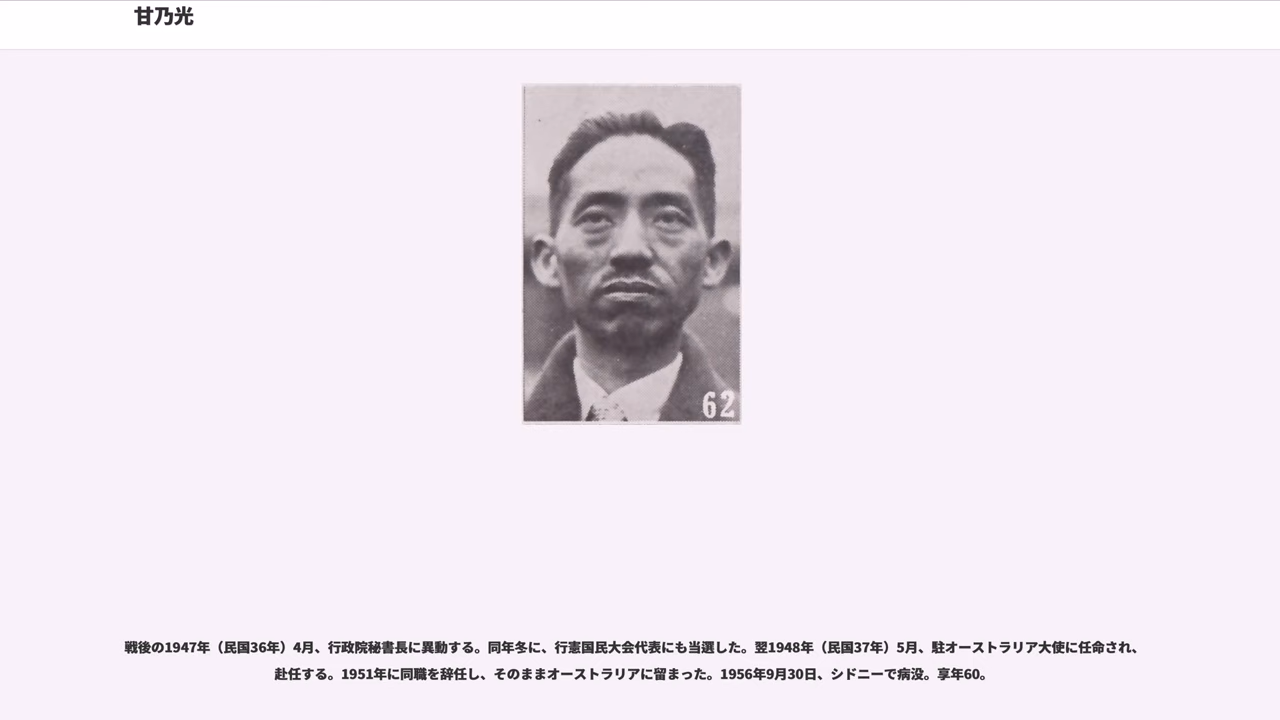 甘乃光
62
戦後の1947年（民国36年）4月、行政院秘書長に異動する。同年冬に、行憲国民大会代表にも当選した。翌1948年（民国37年）5月、駐オーストラリア大使に任命され、
赴任する。1951年に同職を辞任し、そのままオーストラリアに留まった。1956年9月30日、シドニーで病没。享年60。